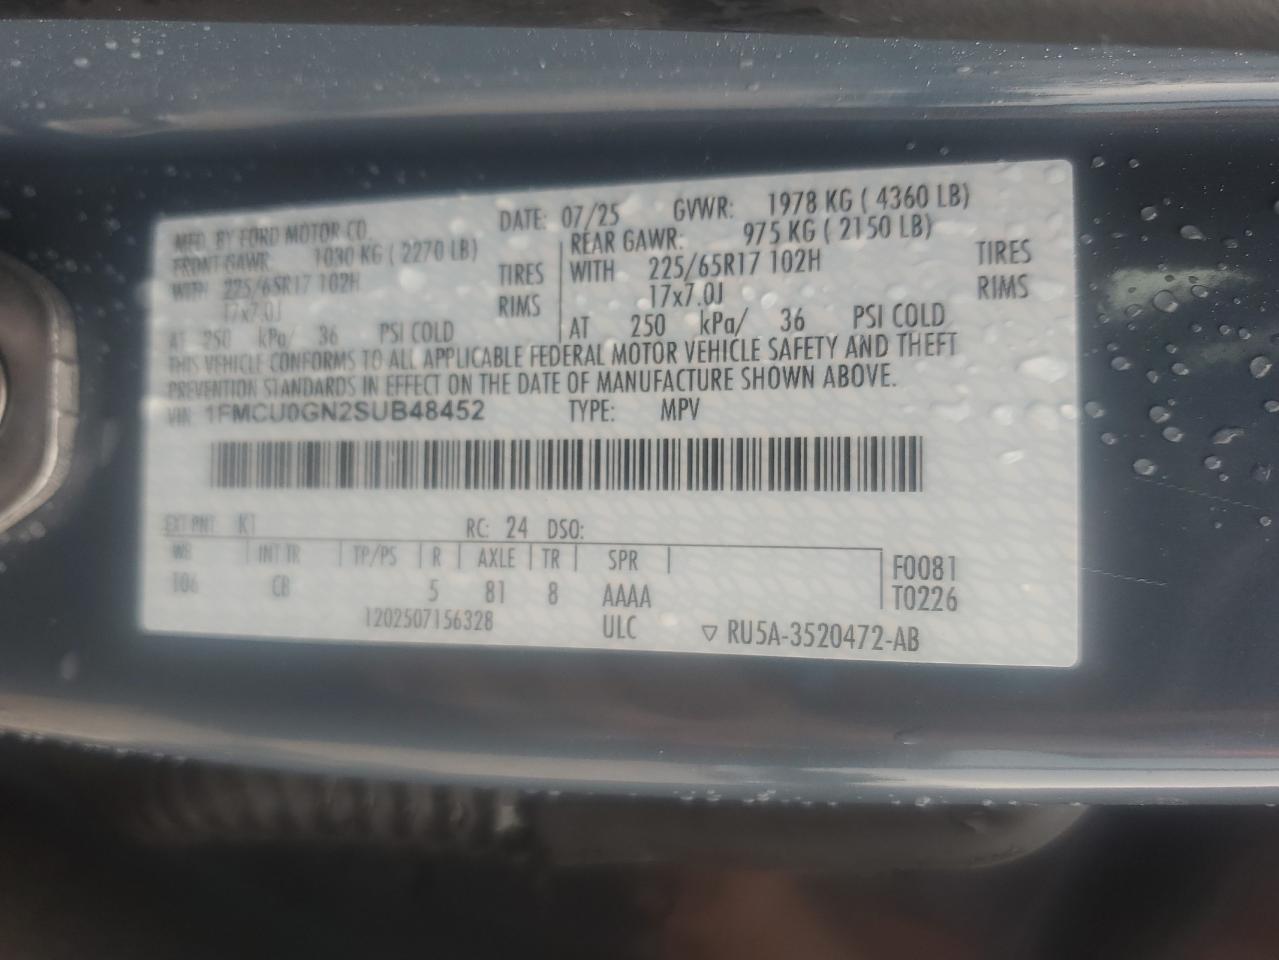 MFD. BY FORD MOTOR CO. DATE: 07/25 GVWR: 1978 KG ( 4360 LB)
FRONT GAWR: 1030 KG ( 2270 LB) REAR GAWR: 975 KG ( 2150 LB)
WITH 225/65R17 102H TIRES WITH 225/65R17 102H TIRES
17x7.0J RIMS 17x7.0J RIMS
AT 250 kPa/ 36 PSI COLD AT 250 kPa/ 36 PSI COLD
THIS VEHICLE CONFORMS TO ALL APPLICABLE FEDERAL MOTOR VEHICLE SAFETY AND THEFT
PREVENTION STANDARDS IN EFFECT ON THE DATE OF MANUFACTURE SHOWN ABOVE.
VIN: 1FMCU0GN2SUB48452 TYPE: MPV
EXT PNT: K1 RC: 24 DSO:
WB INT TR TP/PS R AXLE TR SPR F0081
T06 CB 5 81 8 AAAA T0226
1202507156328 ULC ▽ RU5A-3520472-AB